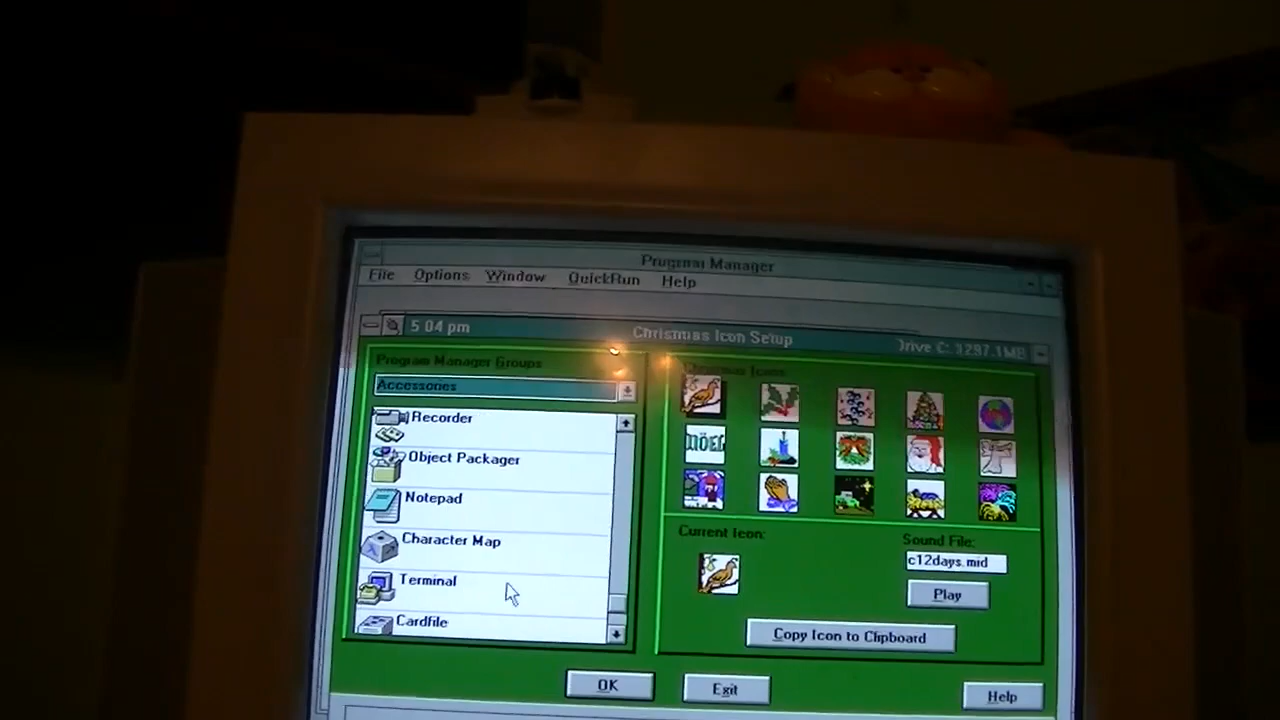 Program Manager
File Options Window QuickRun Help
5:04 pm Christmas Icon Setup Drive C: 1297.1MB
Program Manager Groups
Accessories
Recorder
Object Packager
Notepad
Character Map
Terminal
Cardfile
Christmas Icons:
NOEL
Current Icon:
Sound File:
c12days.mid
Play
Copy Icon to Clipboard
OK Exit Help